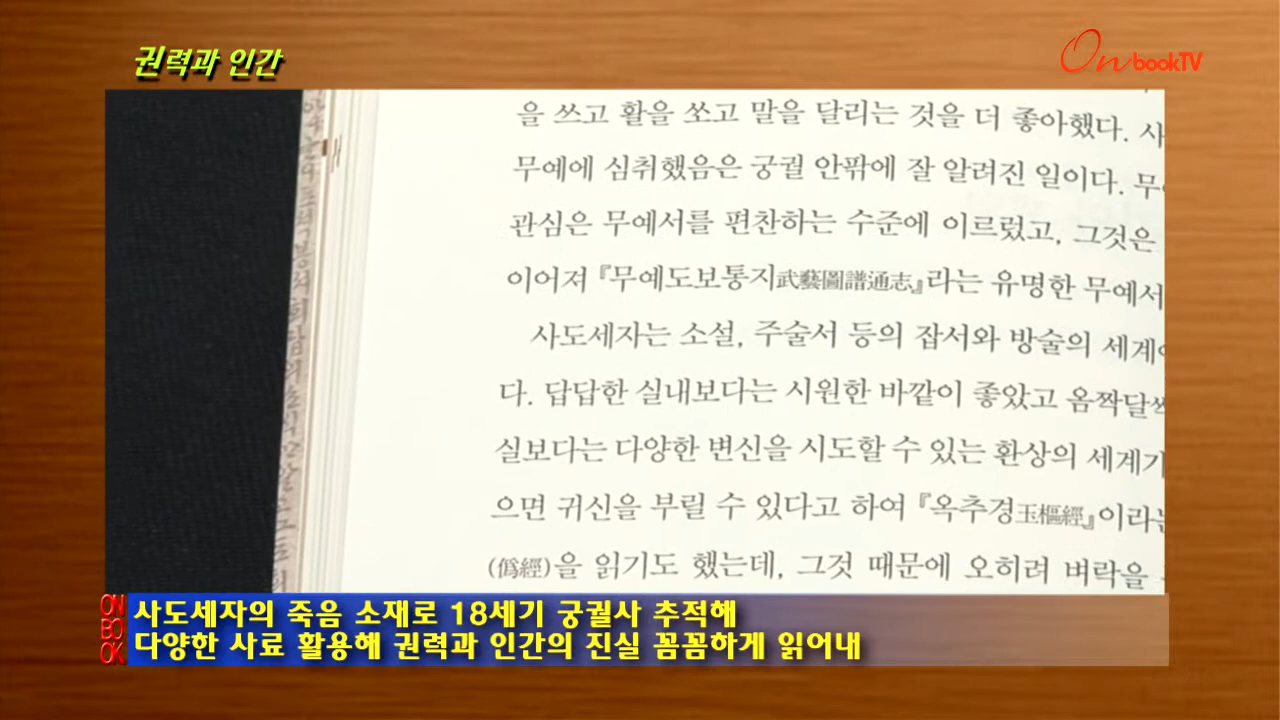 권력과 인간
On bookTV
을 쓰고 활을 쏘고 말을 달리는 것을 더 좋아했다. 사
무예에 심취했음은 궁궐 안팎에 잘 알려진 일이다. 무
관심은 무예서를 편찬하는 수준에 이르렀고, 그것은
이어져 『무예도보통지武藝圖譜通志』라는 유명한 무예서
사도세자는 소설, 주술서 등의 잡서와 방술의 세계
다. 답답한 실내보다는 시원한 바깥이 좋았고 옴짝달
실보다는 다양한 변신을 시도할 수 있는 환상의 세계가
으면 귀신을 부릴 수 있다고 하여 『옥추경玉樞經』이라는
(僞經)을 읽기도 했는데, 그것 때문에 오히려 벼락을
ON BOOK
사도세자의 죽음 소재로 18세기 궁궐사 추적해
다양한 사료 활용해 권력과 인간의 진실 꼼꼼하게 읽어내